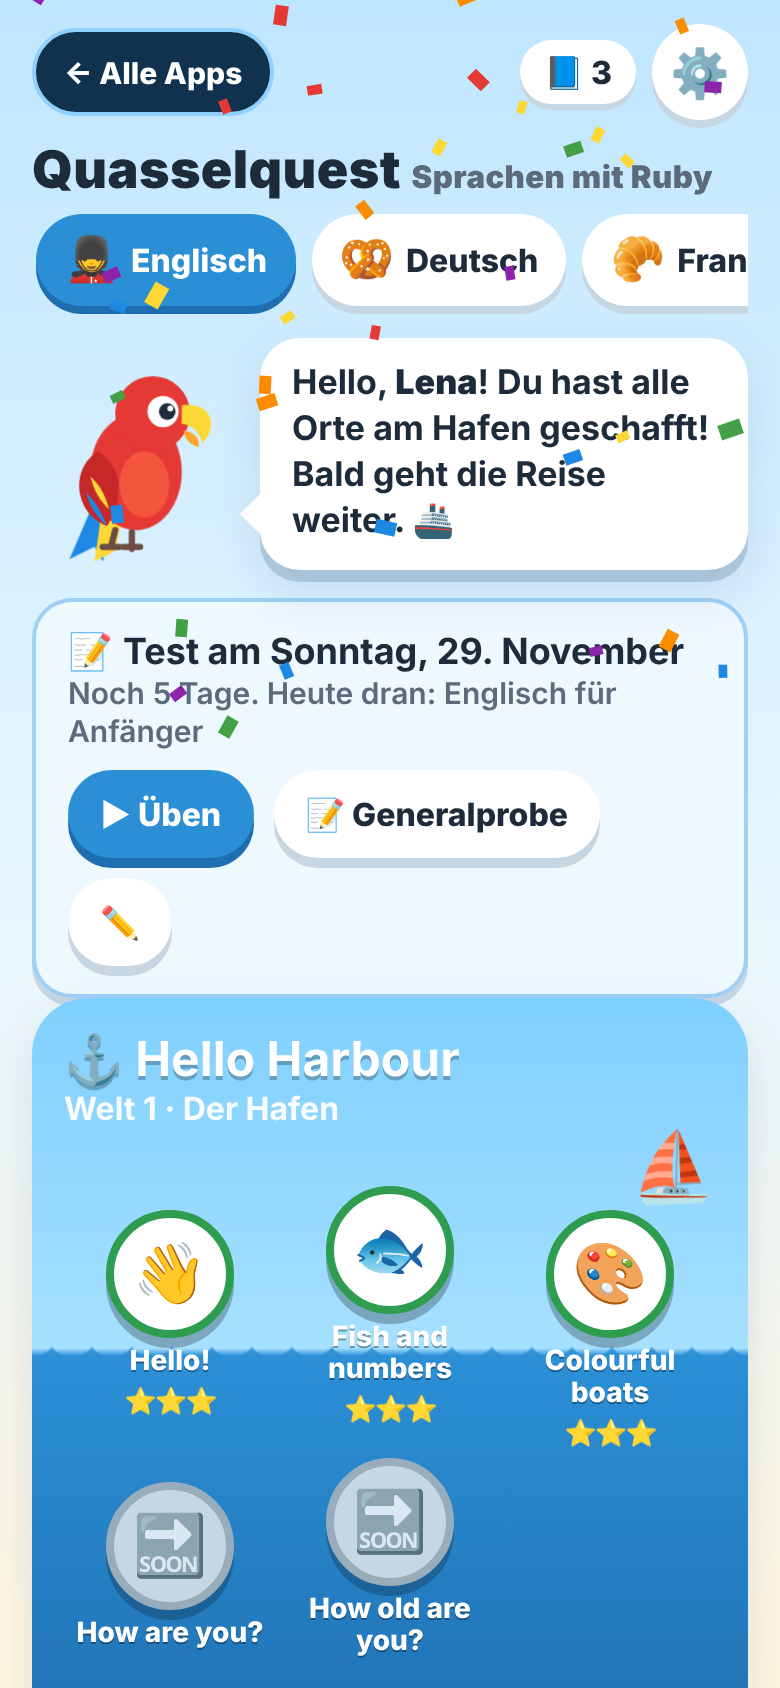 ← Alle Apps
📘 3
Quasselquest Sprachen mit Ruby
Englisch
Deutsch
Fran
Hello, Lena! Du hast alle
Orte am Hafen geschafft!
Bald geht die Reise
weiter. 🚢
📝 Test am Sonntag, 29. November
Noch 5 Tage. Heute dran: Englisch für
Anfänger
▶ Üben
📝 Generalprobe
⚓ Hello Harbour
Welt 1 · Der Hafen
Hello!
Fish and
numbers
Colourful
boats
SOON
SOON
How are you?
How old are
you?